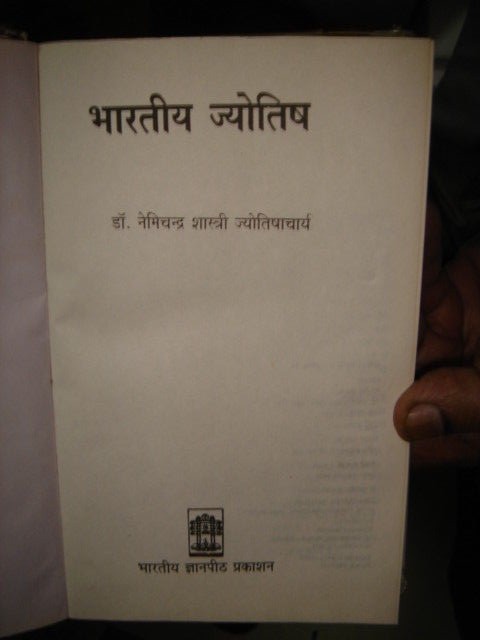 भारतीय ज्योतिष
डॉ. नेमिचन्द्र शास्त्री ज्योतिषाचार्य
भारतीय ज्ञानपीठ प्रकाशन